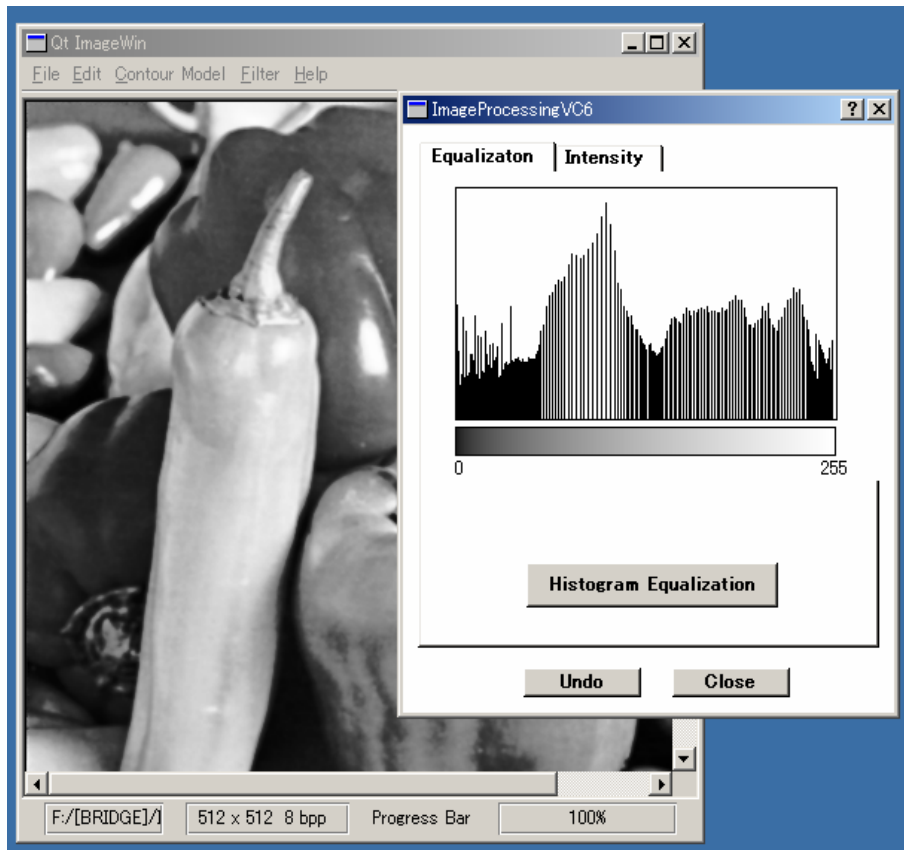 Qt ImageWin
File Edit Contour Model Filter Help
ImageProcessingVC6
Equalizaton Intensity
0 255
Histogram Equalization
Undo Close
F:/[BRIDGE]/ 512 x 512 8 bpp Progress Bar 100%